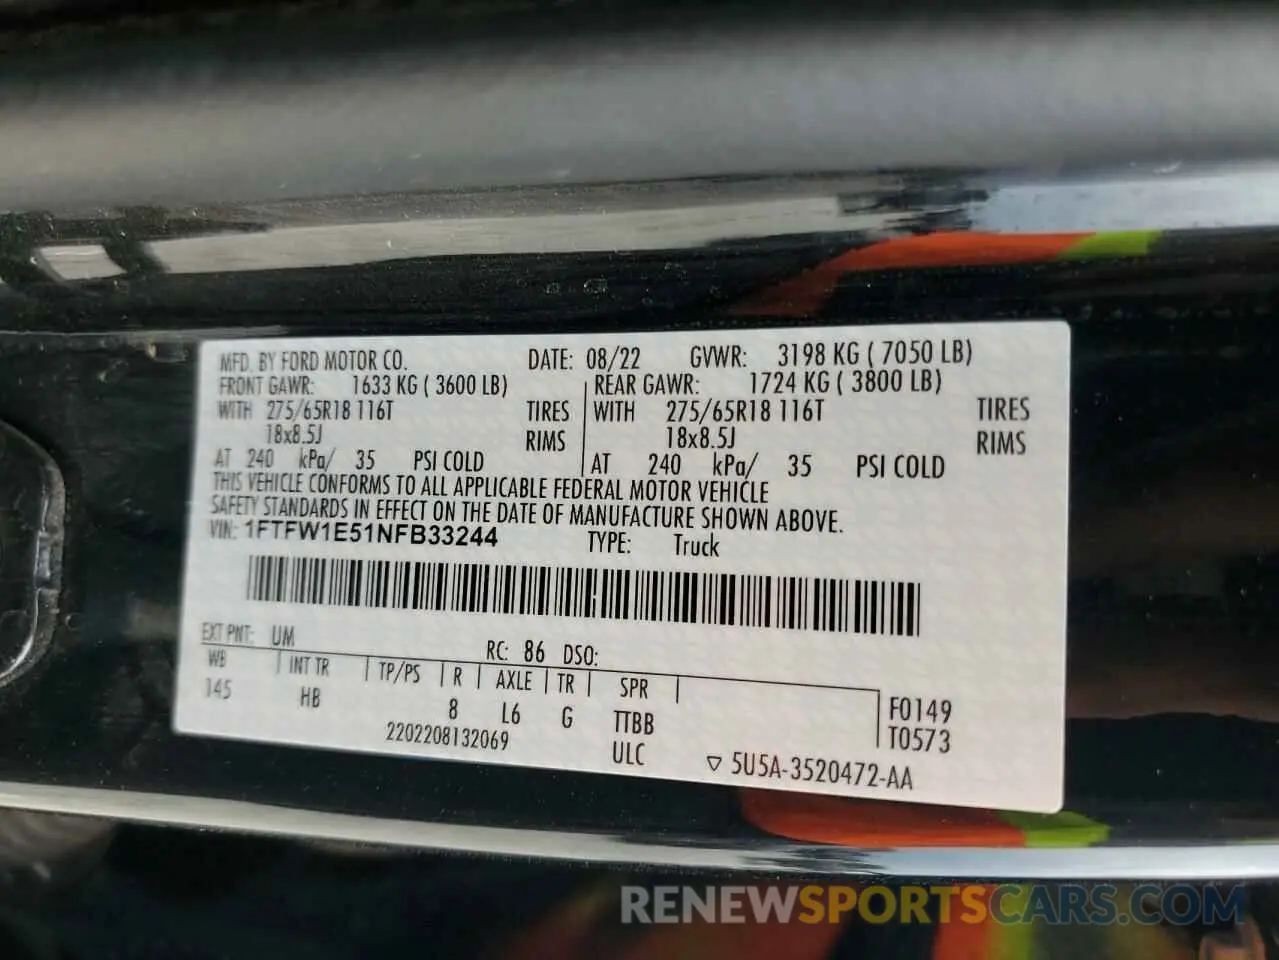 MFD. BY FORD MOTOR CO. DATE: 08/22 GVWR: 3198 KG ( 7050 LB)
FRONT GAWR: 1633 KG ( 3600 LB) REAR GAWR: 1724 KG ( 3800 LB)
WITH 275/65R18 116T TIRES WITH 275/65R18 116T TIRES
18x8.5J RIMS 18x8.5J RIMS
AT 240 kPa/ 35 PSI COLD AT 240 kPa/ 35 PSI COLD
THIS VEHICLE CONFORMS TO ALL APPLICABLE FEDERAL MOTOR VEHICLE
SAFETY STANDARDS IN EFFECT ON THE DATE OF MANUFACTURE SHOWN ABOVE.
VIN: 1FTFW1E51NFB33244 TYPE: Truck
EXT PNT: UM RC: 86 DSO:
WB INT TR TP/PS R AXLE TR SPR
145 HB 8 L6 G TTBB F0149
2202208132069 ULC T0573
▽ 5U5A-3520472-AA
RENEWSPORTSCARS.COM